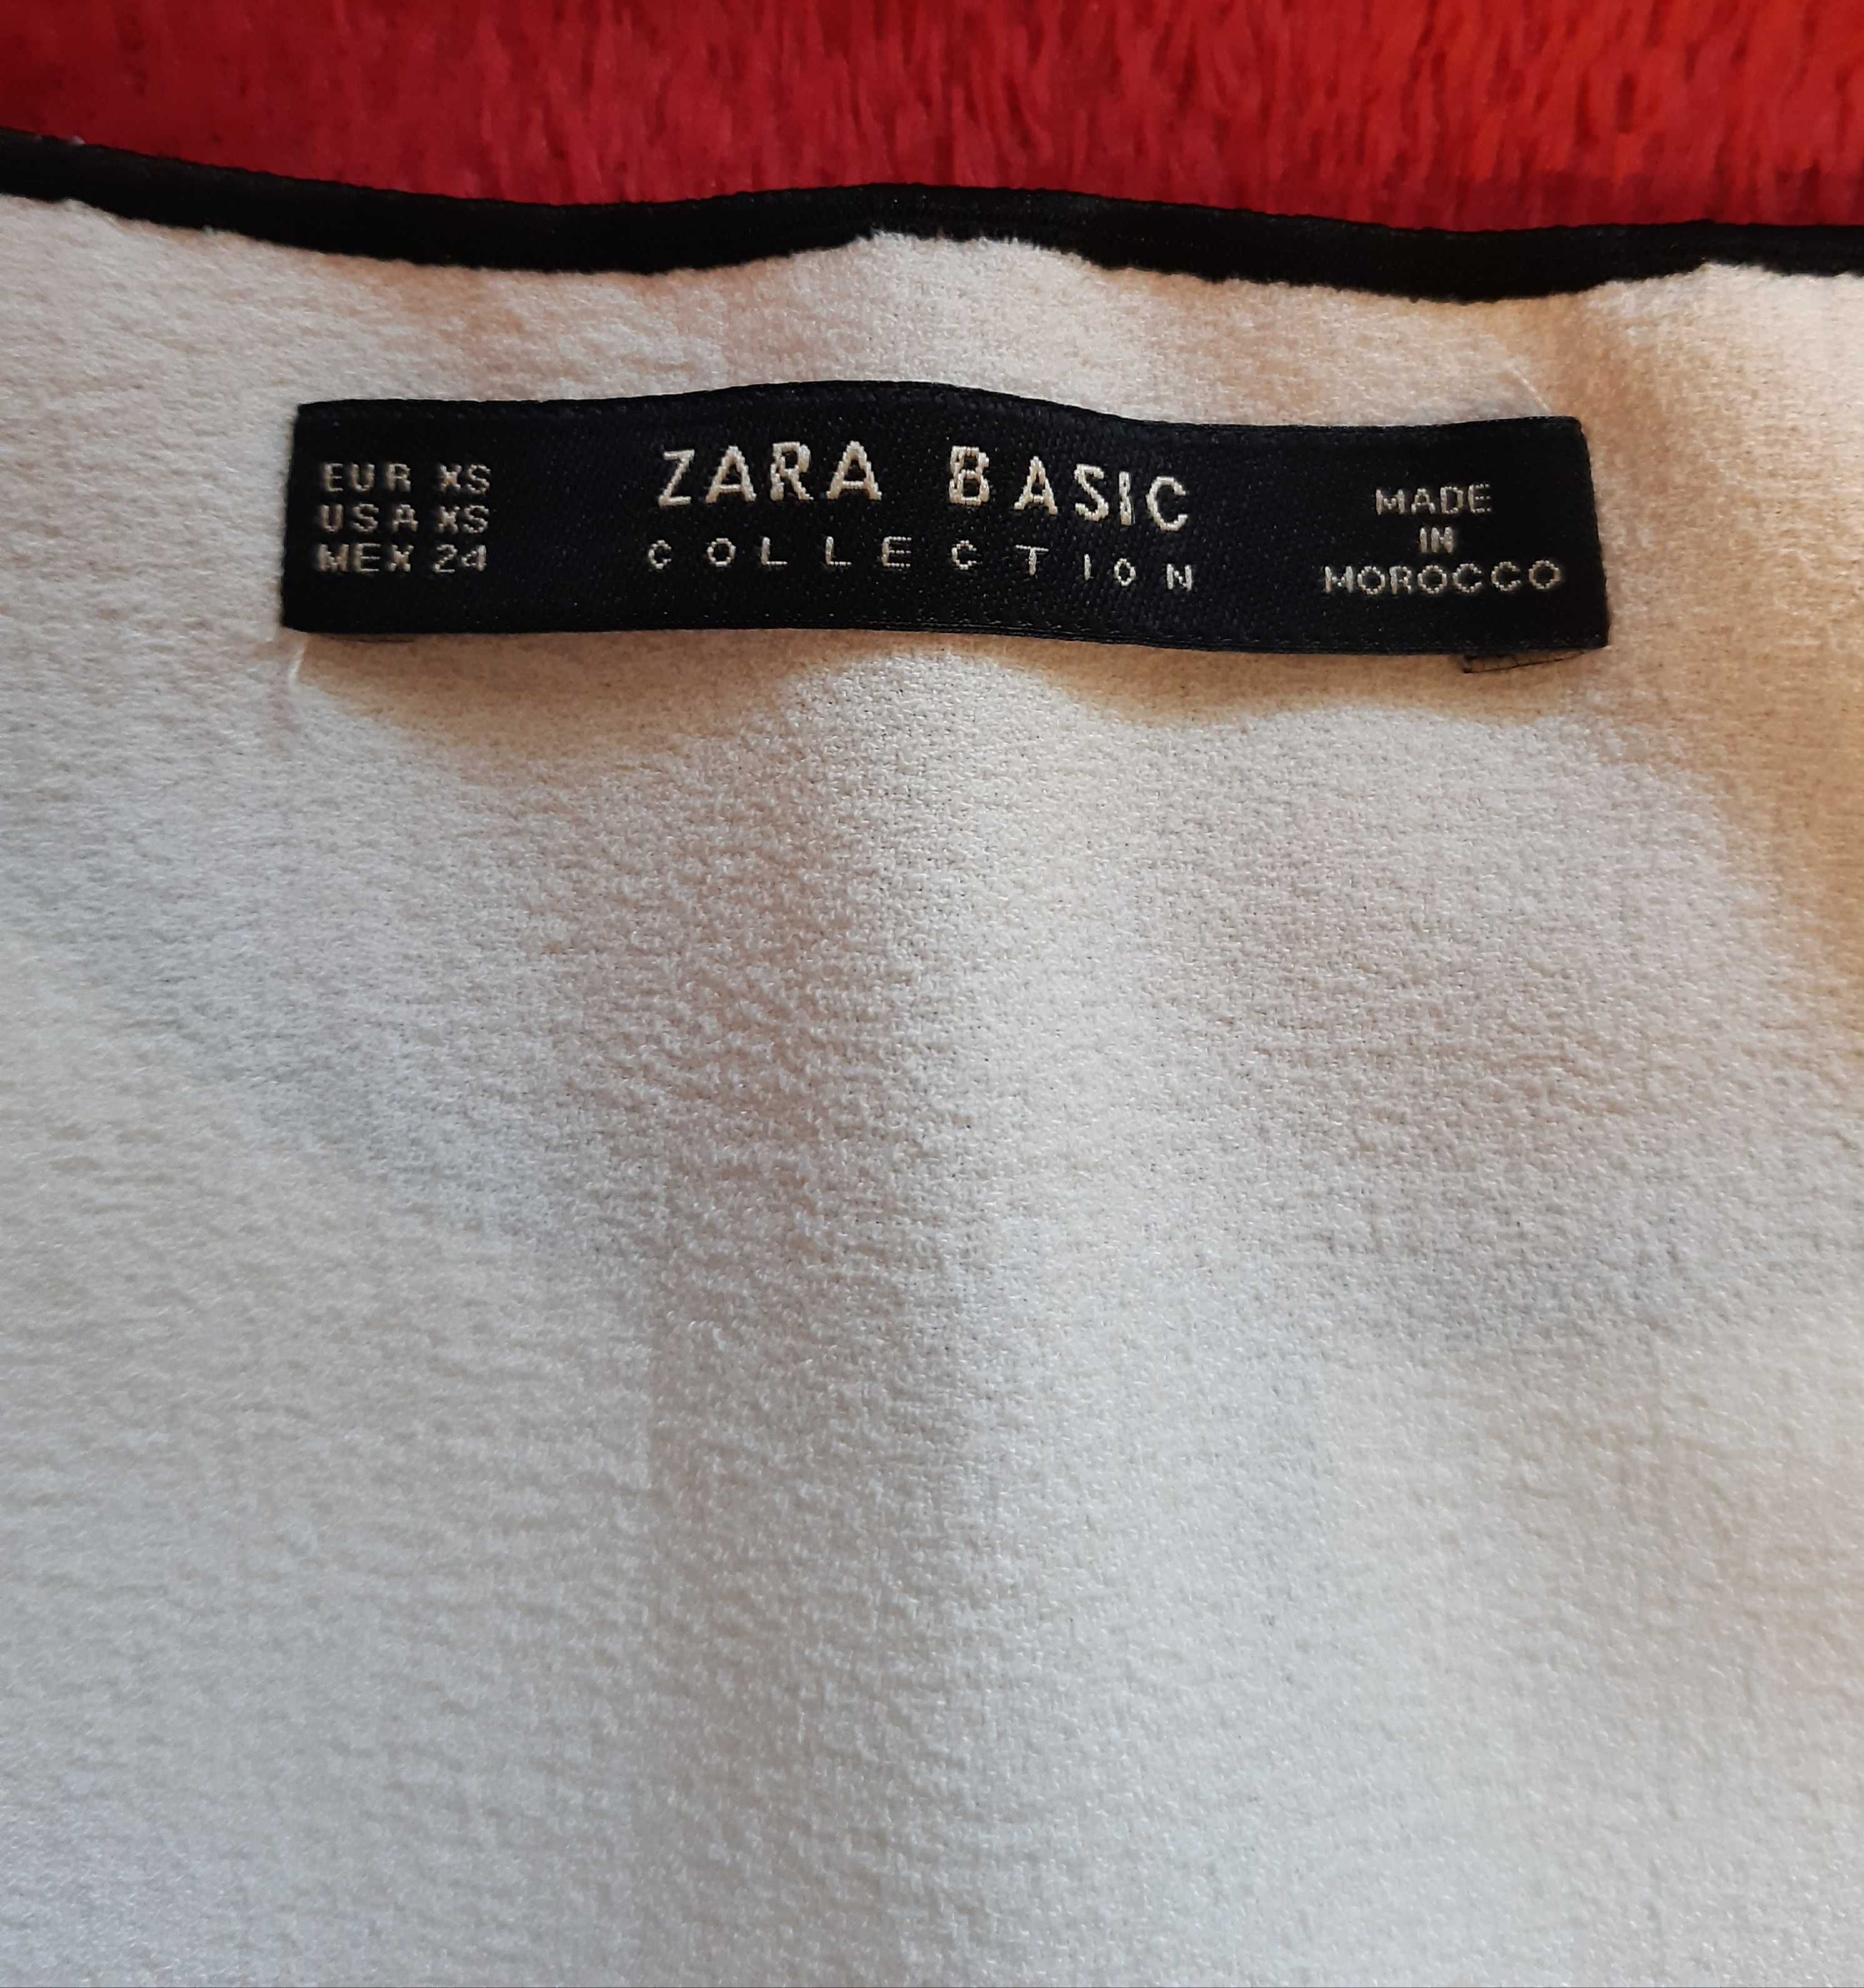 EUR XS
USA XS
MEX 24
ZARA BASIC
COLLECTION
MADE
IN
MOROCCO